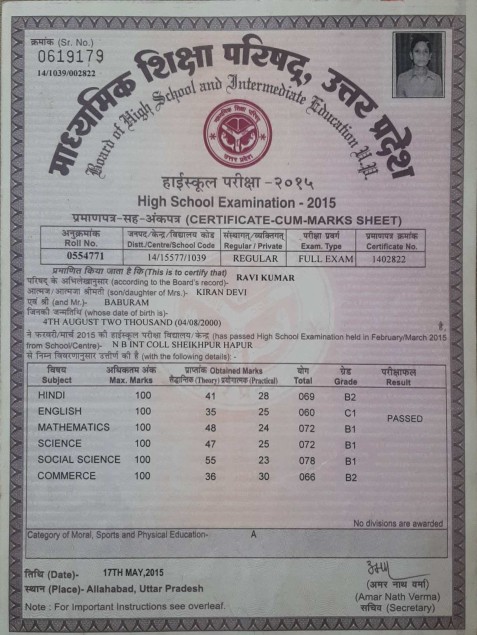 क्रमांक (Sr. No.)
0619179
14/1039/002822
माध्यमिक शिक्षा परिषद्, उत्तर प्रदेश
Board of High School and Intermediate Education U.P.
माध्यमिक शिक्षा परिषद
उत्तर प्रदेश
हाईस्कूल परीक्षा -२०१५
High School Examination - 2015
प्रमाणपत्र-सह-अंकपत्र (CERTIFICATE-CUM-MARKS SHEET)
अनुक्रमांक जनपद/केन्द्र/विद्यालय कोड संस्थागत/व्यक्तिगत परीक्षा प्रवर्ग प्रमाणपत्र क्रमांक
Roll No. Distt./Centre/School Code Regular / Private Exam. Type Certificate No.
0554771 14/15577/1039 REGULAR FULL EXAM 1402822
प्रमाणित किया जाता है कि (This is to certify that) RAVI KUMAR
परिषद् के अभिलेखानुसार (according to the Board's record)-
आत्मज/आत्मजा श्रीमती (son/daughter of Mrs.)- KIRAN DEVI
एवं श्री (and Mr.)- BABURAM
जिनकी जन्मतिथि (whose date of birth is)- है,
4TH AUGUST TWO THOUSAND (04/08/2000)
ने फरवरी/मार्च 2015 की हाईस्कूल परीक्षा विद्यालय/ केन्द्र (has passed High School Examination held in February/March 2015
from School/Centre)- N B INT COLL SHEIKHPUR HAPUR
से निम्न विवरणानुसार उत्तीर्ण की है (with the following details): -
विषय अधिकतम अंक प्राप्तांक Obtained Marks योग ग्रेड परीक्षाफल
Subject Max. Marks सैद्धान्तिक (Theory) प्रयोगात्मक (Practical) Total Grade Result
HINDI 100 41 28 069 B2
ENGLISH 100 35 25 060 C1
PASSED
MATHEMATICS 100 48 24 072 B1
SCIENCE 100 47 25 072 B1
SOCIAL SCIENCE 100 55 23 078 B1
COMMERCE 100 36 30 066 B2
No divisions are awarded
Category of Moral, Sports and Physical Education- A
तिथि (Date)- 17TH MAY,2015
स्थान (Place)- Allahabad, Uttar Pradesh
(अमर नाथ वर्मा)
(Amar Nath Verma)
सचिव (Secretary)
Note : For Important Instructions see overleaf.